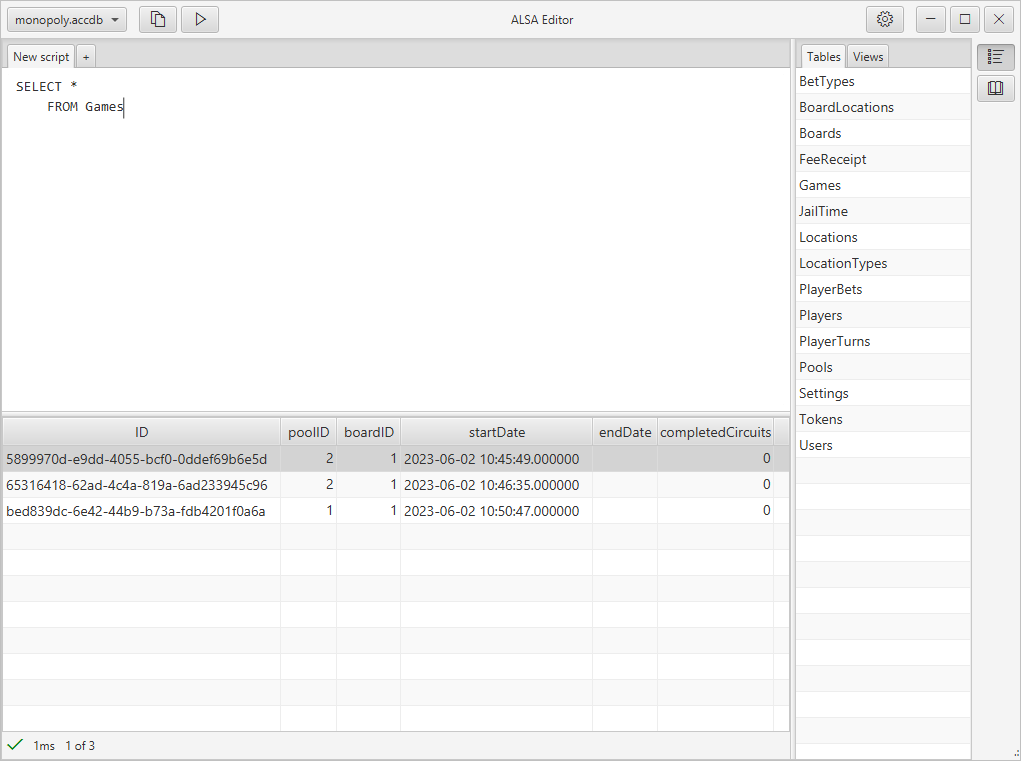 monopoly.accdb
ALSA Editor
New script
+
SELECT *
FROM Games
ID poolID boardID startDate endDate completedCircuits
5899970d-e9dd-4055-bcf0-0ddef69b6e5d 2 1 2023-06-02 10:45:49.000000 0
65316418-62ad-4c4a-819a-6ad233945c96 2 1 2023-06-02 10:46:35.000000 0
bed839dc-6e42-44b9-b73a-fdb4201f0a6a 1 1 2023-06-02 10:50:47.000000 0
1ms 1 of 3
Tables Views
BetTypes
BoardLocations
Boards
FeeReceipt
Games
JailTime
Locations
LocationTypes
PlayerBets
Players
PlayerTurns
Pools
Settings
Tokens
Users